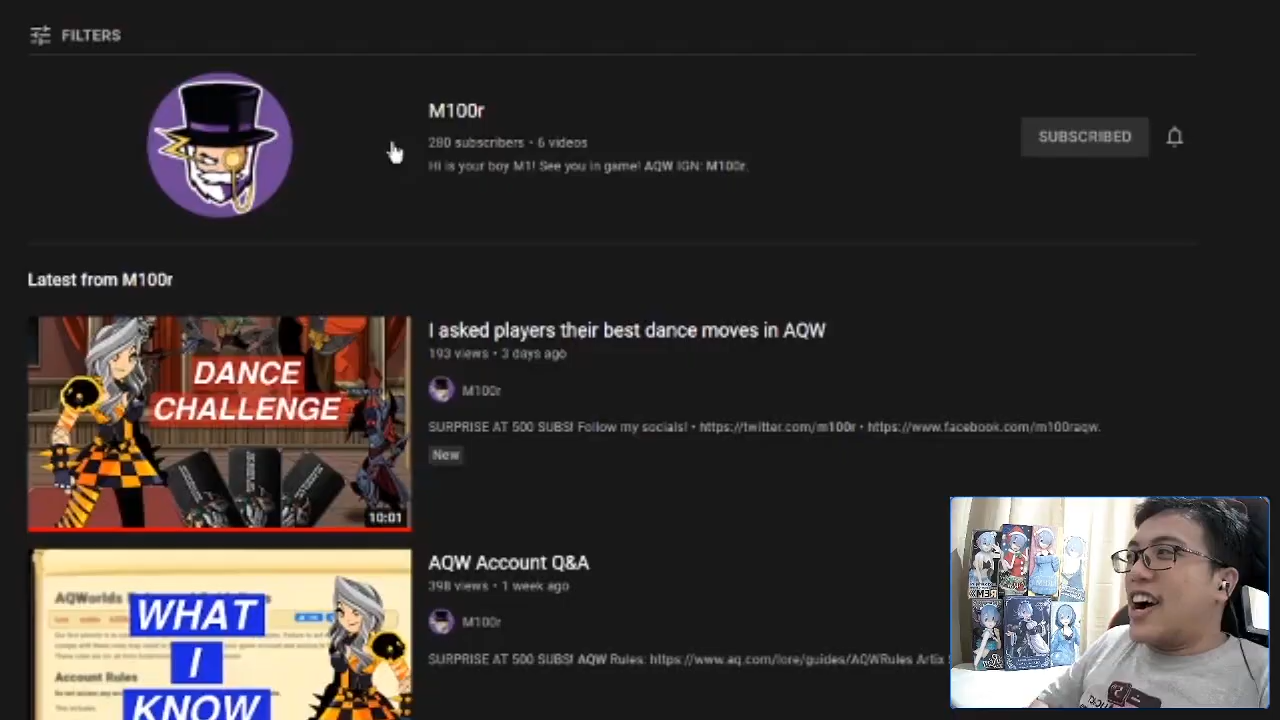 FILTERS
M100r
280 subscribers • 6 videos
Hi is your boy M1! See you in game! AQW IGN: M100r.
SUBSCRIBED
Latest from M100r
DANCE
CHALLENGE
10:01
I asked players their best dance moves in AQW
193 views • 3 days ago
M100r
SURPRISE AT 500 SUBS! Follow my socials! • https://twitter.com/m100r • https://www.facebook.com/m100raqw.
New
AQWorlds
Account Rules
WHAT
I
KNOW
AQW Account Q&A
398 views • 1 week ago
M100r
SURPRISE AT 500 SUBS! AQW Rules: https://www.aq.com/lore/guides/AQWRules Artix